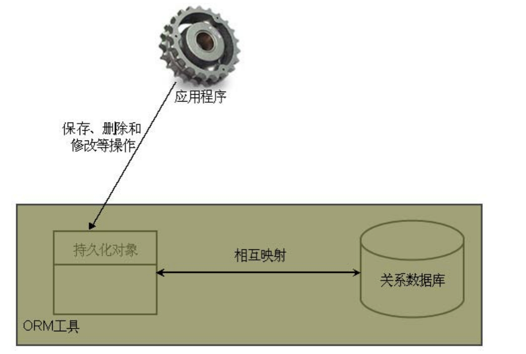 应用程序
保存、删除和
修改等操作
持久化对象
相互映射
关系数据库
ORM工具